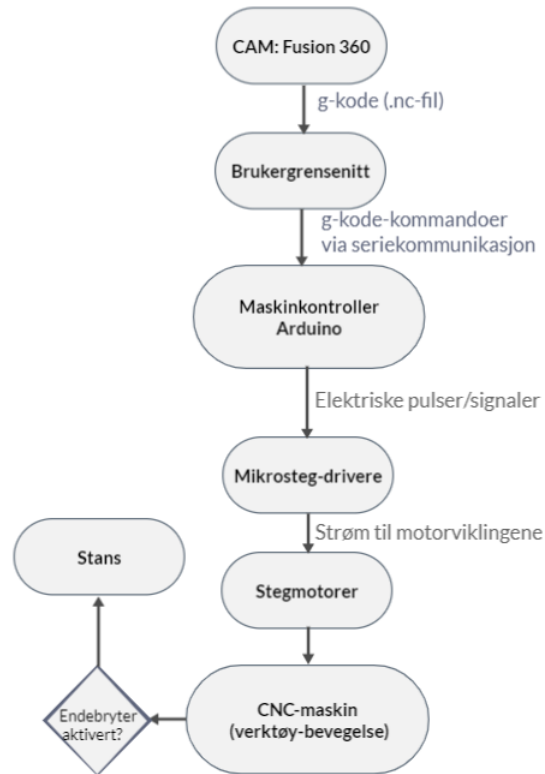 CAM: Fusion 360
g-kode (.nc-fil)
Brukergrensenitt
g-kode-kommandoer
via seriekommunikasjon
Maskinkontroller
Arduino
Elektriske pulser/signaler
Mikrosteg-drivere
Strøm til motorviklingene
Stans
Stegmotorer
CNC-maskin
(verktøy-bevegelse)
Endebryter
aktivert?